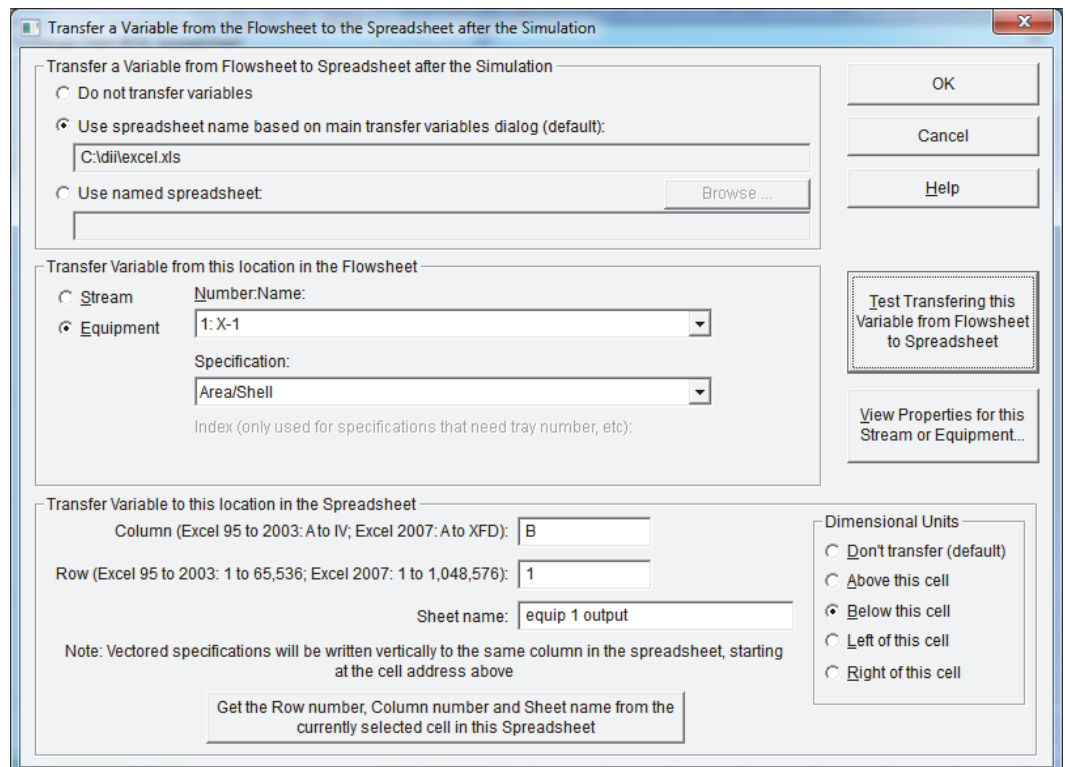 Transfer a Variable from the Flowsheet to the Spreadsheet after the Simulation
x
Transfer a Variable from Flowsheet to Spreadsheet after the Simulation
Do not transfer variables
Use spreadsheet name based on main transfer variables dialog (default):
C:\dii\excel.xls
Use named spreadsheet:
Browse ...
OK
Cancel
Help
Transfer Variable from this location in the Flowsheet
Stream
Equipment
Number:Name:
1: X-1
Specification:
Area/Shell
Index (only used for specifications that need tray number, etc):
Test Transfering this
Variable from Flowsheet
to Spreadsheet
View Properties for this
Stream or Equipment...
Transfer Variable to this location in the Spreadsheet
Column (Excel 95 to 2003: A to IV; Excel 2007: A to XFD):
B
Row (Excel 95 to 2003: 1 to 65,536; Excel 2007: 1 to 1,048,576):
1
Sheet name:
equip 1 output
Note: Vectored specifications will be written vertically to the same column in the spreadsheet, starting
at the cell address above
Get the Row number, Column number and Sheet name from the
currently selected cell in this Spreadsheet
Dimensional Units
Don't transfer (default)
Above this cell
Below this cell
Left of this cell
Right of this cell